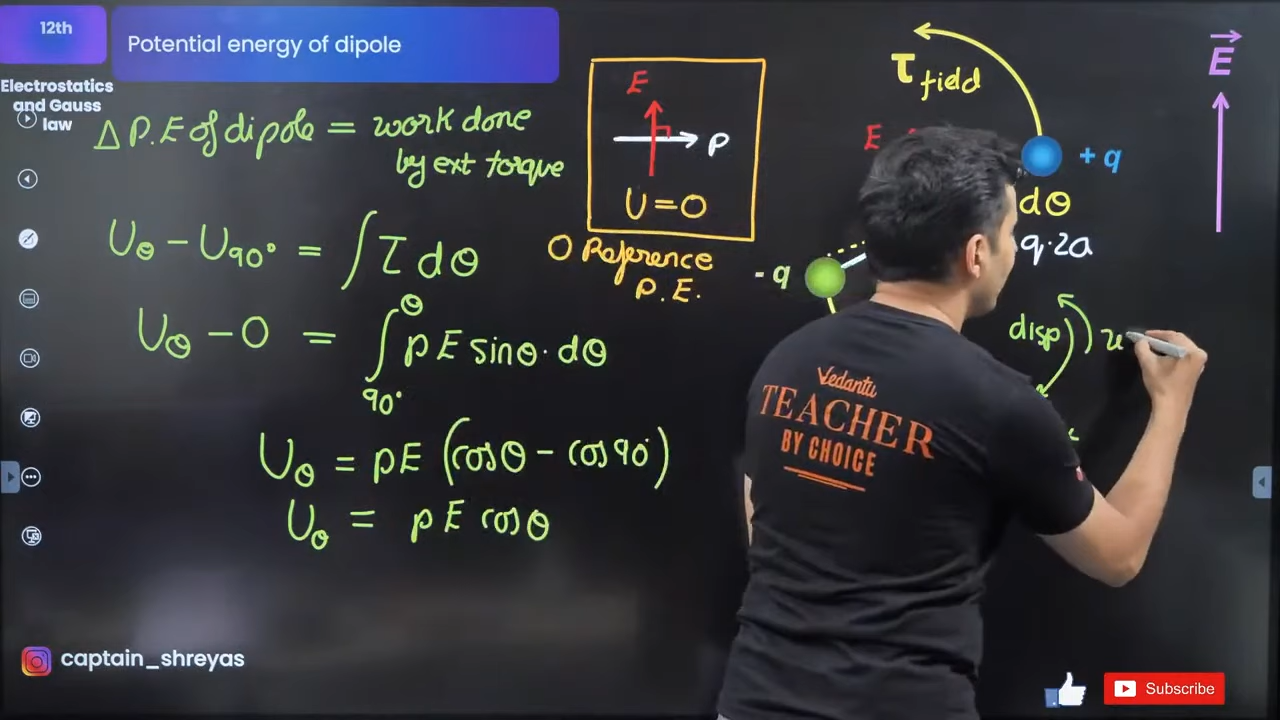 12th
Potential energy of dipole
Electrostatics
and Gauss
law
Δ P.E of dipole = work done
by ext torque
U_θ − U_90° = ∫ τ dθ
U_θ − 0 = ∫_90°^θ pE sinθ · dθ
U_θ = pE (cosθ − cos90°)
U_θ = pE cosθ
E
P
U = 0
0 Reference
P.E.
τ field
E
+ q
dθ
q·2a
- q
disp
E
Vedantu
TEACHER
BY CHOICE
captain_shreyas
Subscribe